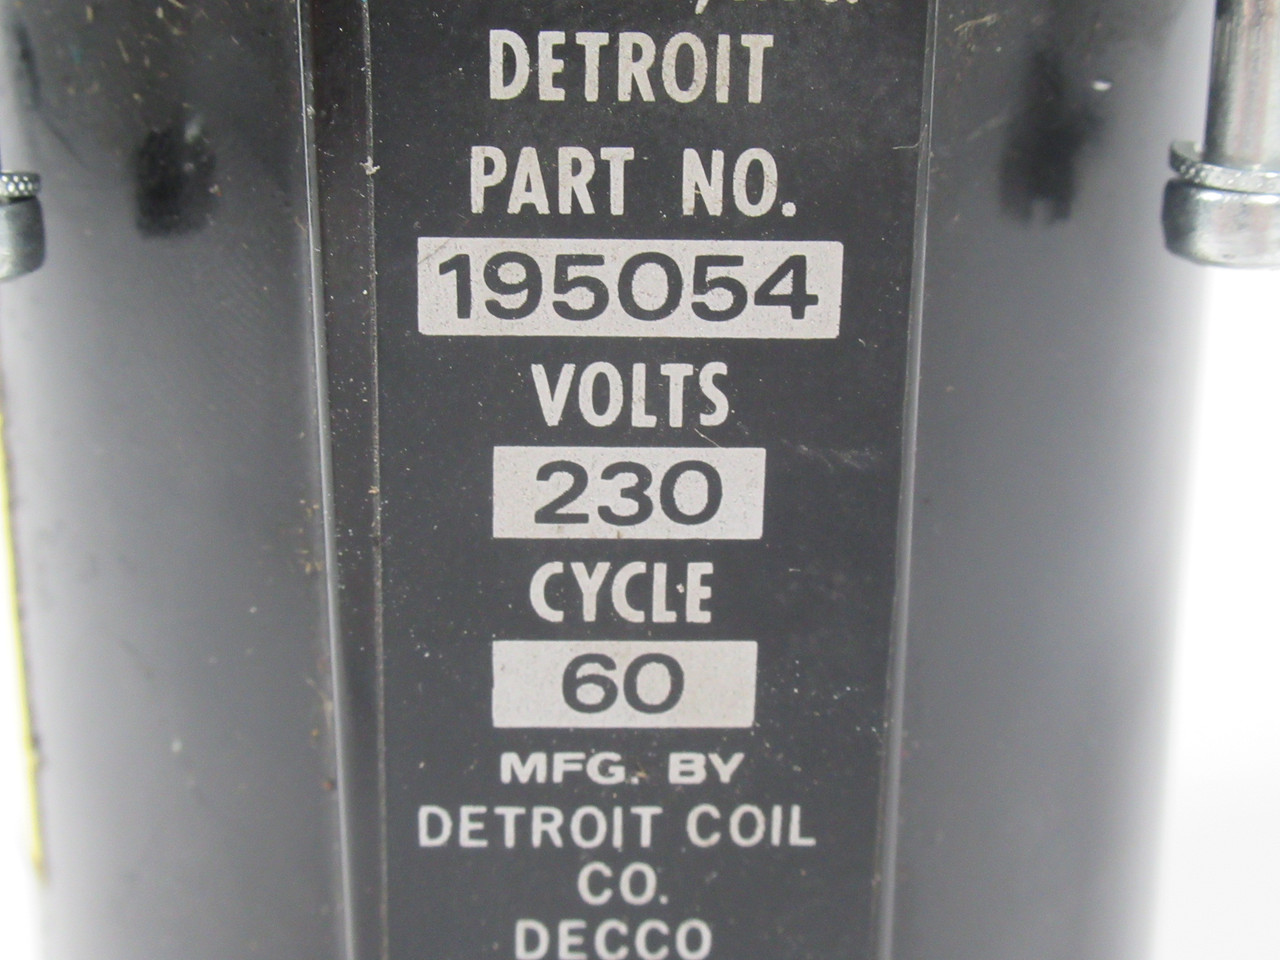 DETROIT
PART NO.
195054
VOLTS
230
CYCLE
60
MFG. BY
DETROIT COIL
CO.
DECCO